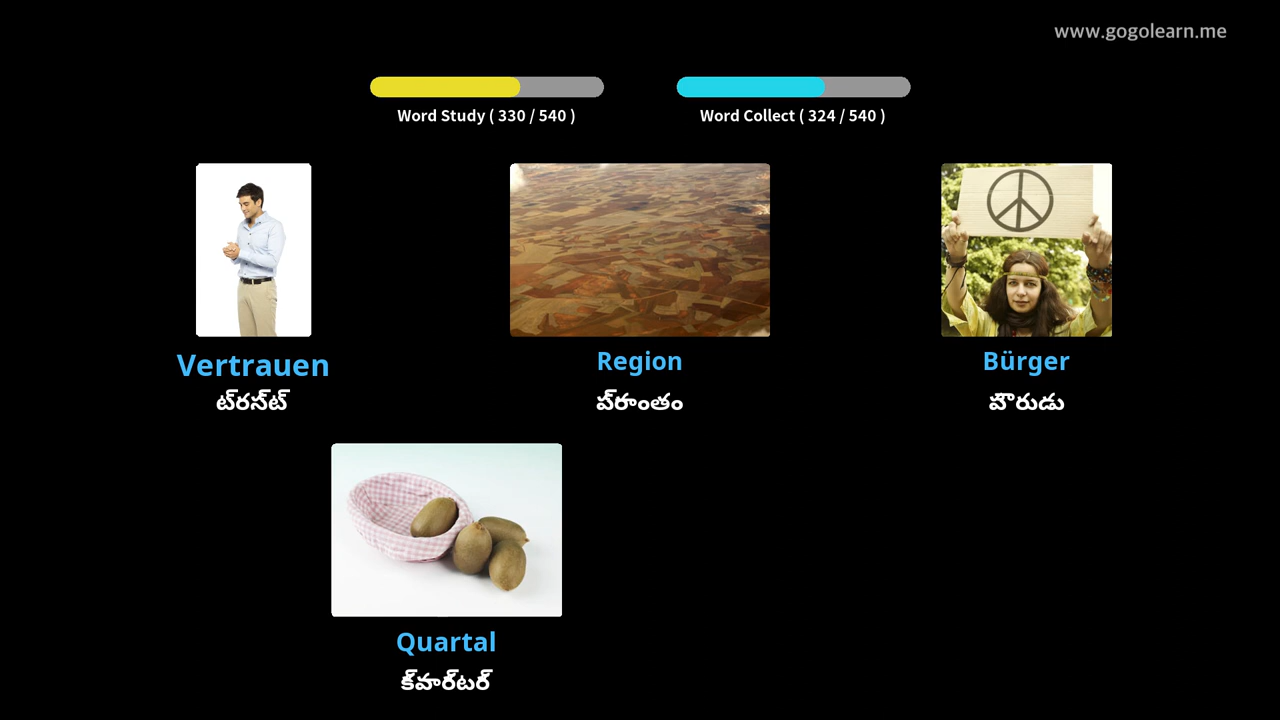 www.gogolearn.me
Word Study ( 330 / 540 )
Word Collect ( 324 / 540 )
Vertrauen
ట్రస్ట్
Region
ప్రాంతం
Bürger
పౌరుడు
Quartal
క్వార్టర్